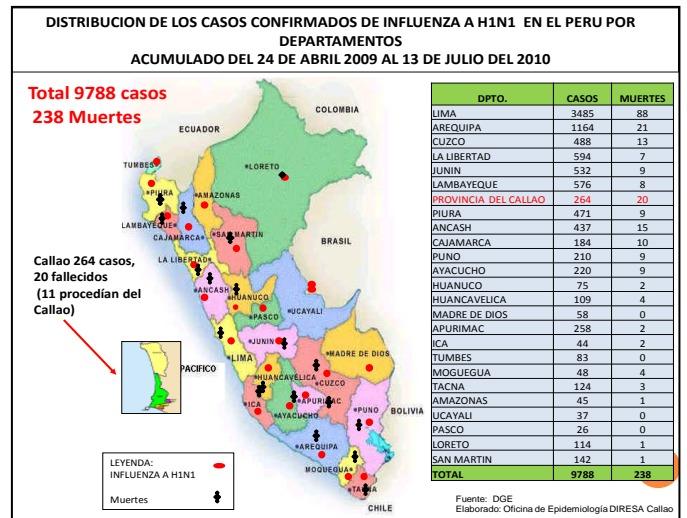 DISTRIBUCION DE LOS CASOS CONFIRMADOS DE INFLUENZA A H1N1 EN EL PERU POR
DEPARTAMENTOS
ACUMULADO DEL 24 DE ABRIL 2009 AL 13 DE JULIO DEL 2010
Total 9788 casos
238 Muertes
COLOMBIA
ECUADOR
TUMBES
LORETO
PIURA
AMAZONAS
LAMBAYEQUE
CAJAMARCA
SAN MARTIN
BRASIL
LA LIBERTAD
ANCASH
HUANUCO
UCAYALI
PASCO
JUNIN
LIMA
MADRE DE DIOS
PACIFICO
HUANCAVELICA
CUZCO
ICA
APURIMAC
AYACUCHO
PUNO
BOLIVIA
AREQUIPA
MOQUEGUA
TACNA
CHILE
Callao 264 casos,
20 fallecidos
(11 procedían del
Callao)
LEYENDA:
INFLUENZA A H1N1
Muertes
DPTO. CASOS MUERTES
LIMA 3485 88
AREQUIPA 1164 21
CUZCO 488 13
LA LIBERTAD 594 7
JUNIN 532 9
LAMBAYEQUE 576 8
PROVINCIA DEL CALLAO 264 20
PIURA 471 9
ANCASH 437 15
CAJAMARCA 184 10
PUNO 210 9
AYACUCHO 220 9
HUANUCO 75 2
HUANCAVELICA 109 4
MADRE DE DIOS 58 0
APURIMAC 258 2
ICA 44 2
TUMBES 83 0
MOGUEGUA 48 4
TACNA 124 3
AMAZONAS 45 1
UCAYALI 37 0
PASCO 26 0
LORETO 114 1
SAN MARTIN 142 1
TOTAL 9788 238
Fuente: DGE
Elaborado: Oficina de Epidemiología DIRESA Callao